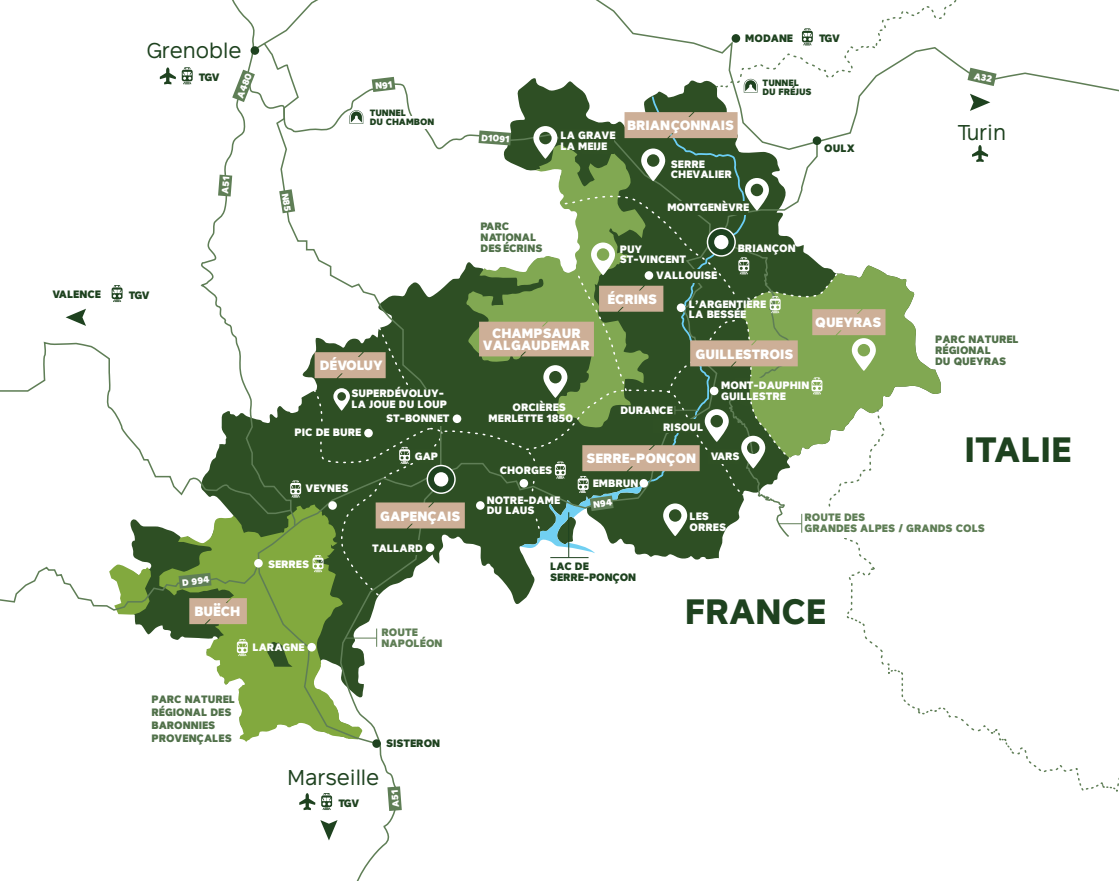 MODANE TGV
Grenoble
TGV
A480
N91
TUNNEL
DU CHAMBON
TUNNEL
DU FRÉJUS
A32
Turin
OULX
D1091
LA GRAVE
LA MEIJE
BRIANÇONNAIS
SERRE
CHEVALIER
MONTGENÈVRE
A51
N85
PARC
NATIONAL
DES ÉCRINS
PUY
ST-VINCENT
BRIANÇON
VALLOUISE
VALENCE TGV
ÉCRINS
L'ARGENTIÈRE
LA BESSÉE
QUEYRAS
CHAMPSAUR
VALGAUDEMAR
GUILLESTROIS
PARC NATUREL
RÉGIONAL
DU QUEYRAS
DÉVOLUY
SUPERDÉVOLUY-
LA JOUE DU LOUP
MONT-DAUPHIN
GUILLESTRE
ORCIÈRES
MERLETTE 1850
ST-BONNET
DURANCE
RISOUL
PIC DE BURE
ITALIE
GAP
SERRE-PONÇON
VARS
CHORGES
EMBRUN
VEYNES
NOTRE-DAME
DU LAUS
N94
GAPENÇAIS
LES
ORRES
ROUTE DES
GRANDES ALPES / GRANDS COLS
TALLARD
SERRES
LAC DE
SERRE-PONÇON
D 994
BUËCH
FRANCE
ROUTE
NAPOLÉON
LARAGNE
PARC NATUREL
RÉGIONAL DES
BARONNIES
PROVENÇALES
SISTERON
Marseille
TGV
A51